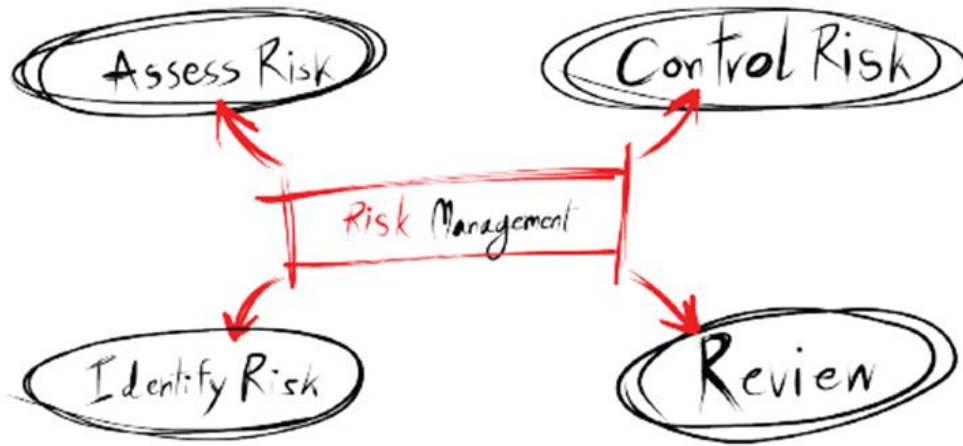 Assess Risk
Control Risk
Risk Management
Identify Risk
Review